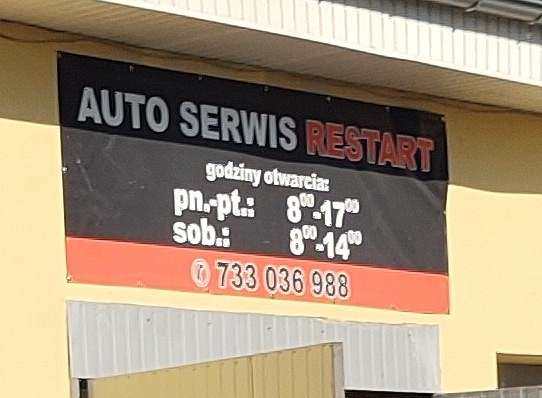 AUTO SERWIS RESTART
godziny otwarcia:
pn.-pt.: 8⁰⁰-17⁰⁰
sob.: 8⁰⁰-14⁰⁰
✆ 733 036 988